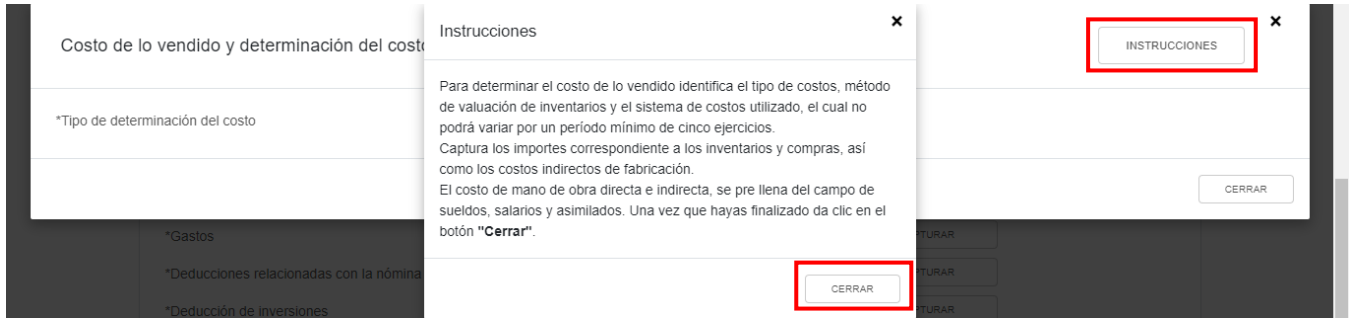 Costo de lo vendido y determinación del cost
INSTRUCCIONES
×
*Tipo de determinación del costo
CERRAR
Instrucciones
×
Para determinar el costo de lo vendido identifica el tipo de costos, método
de valuación de inventarios y el sistema de costos utilizado, el cual no
podrá variar por un período mínimo de cinco ejercicios.
Captura los importes correspondiente a los inventarios y compras, así
como los costos indirectos de fabricación.
El costo de mano de obra directa e indirecta, se pre llena del campo de
sueldos, salarios y asimilados. Una vez que hayas finalizado da clic en el
botón "Cerrar".
CERRAR
*Gastos
PTURAR
*Deducciones relacionadas con la nómina
PTURAR
*Deducción de inversiones
PTURAR